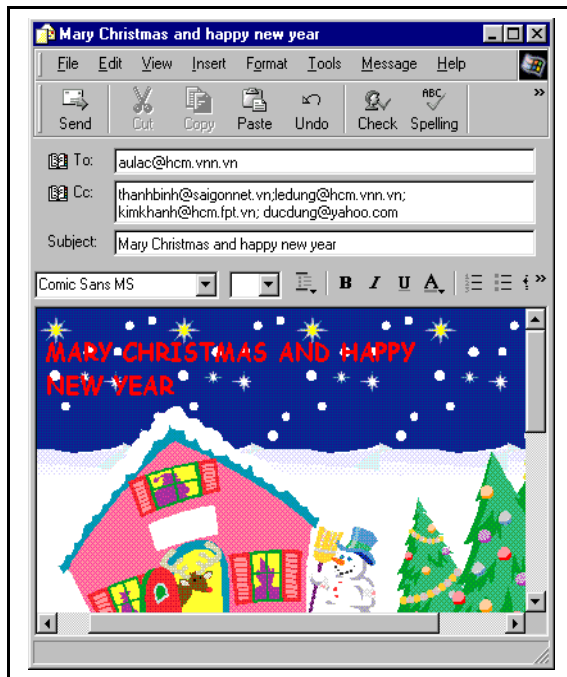 Mary Christmas and happy new year
File Edit View Insert Format Tools Message Help
Send Cut Copy Paste Undo Check Spelling »
ABC
To: aulac@hcm.vnn.vn
Cc: thanhbinh@saigonnet.vn;ledung@hcm.vnn.vn;
kimkhanh@hcm.fpt.vn; ducdung@yahoo.com
Subject: Mary Christmas and happy new year
Comic Sans MS B I U A »
MARY CHRISTMAS AND HAPPY
NEW YEAR